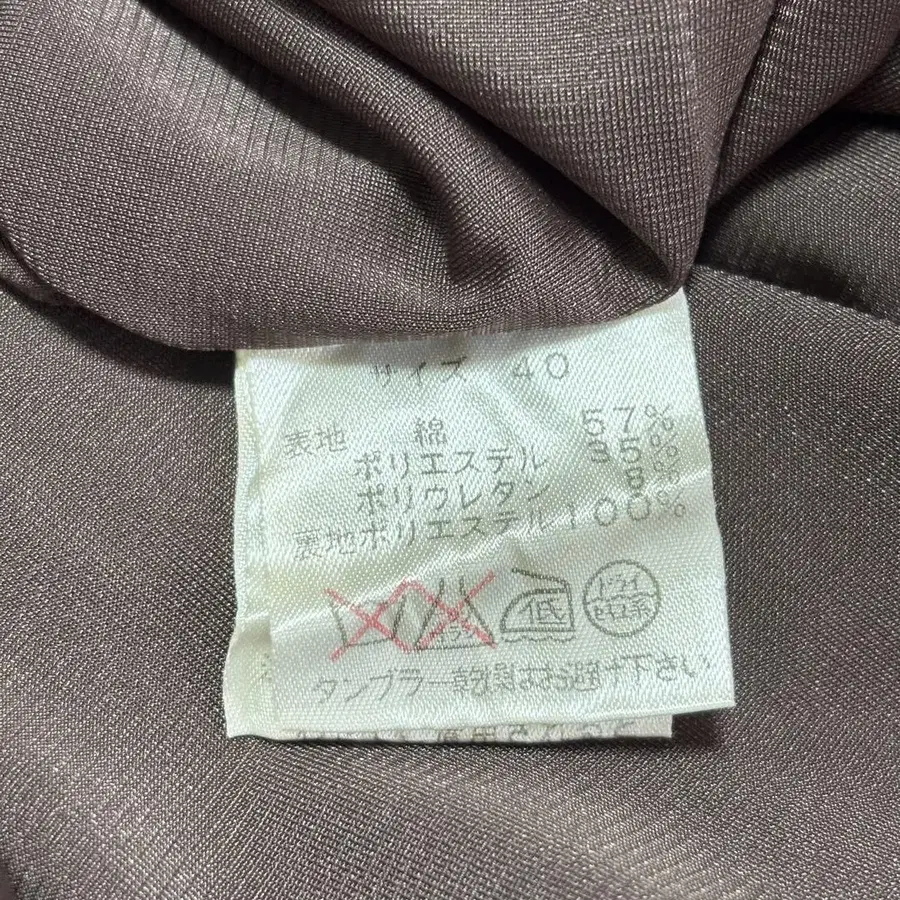 サイズ 40
表地 綿 57%
ポリエステル 35%
ポリウレタン 8%
裏地ポリエステル100%
低 ドライ セキユ系
タンブラー乾燥はお避け下さい